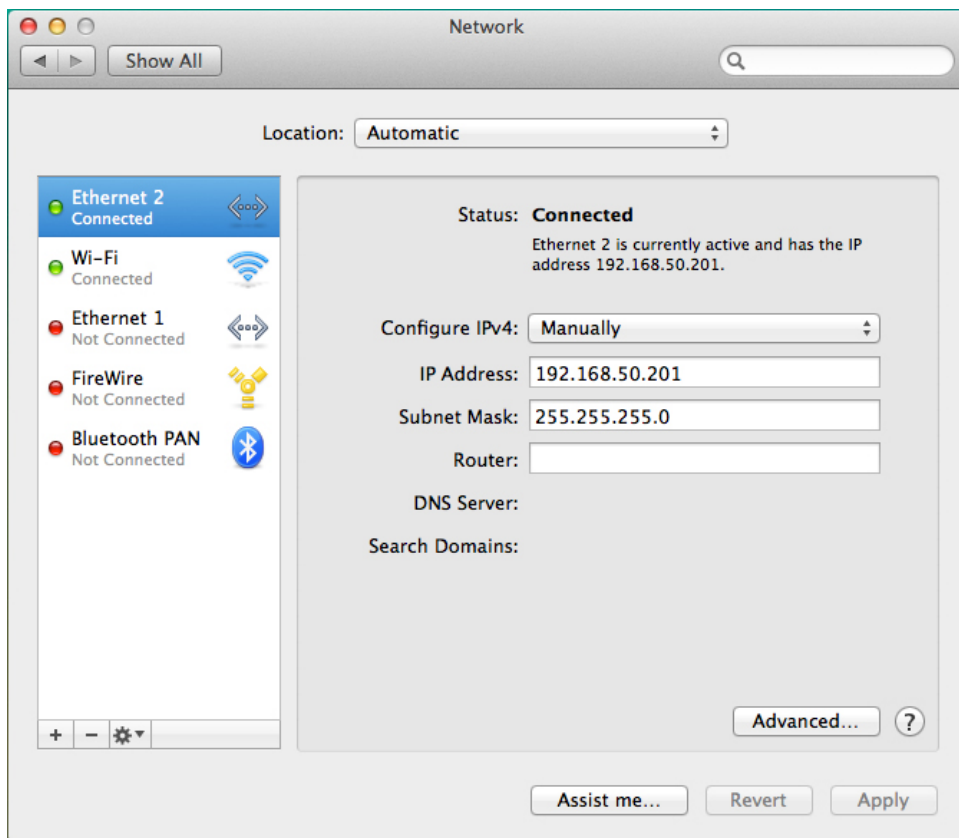 Network
Show All
Location: Automatic
Ethernet 2
Connected
Wi-Fi
Connected
Ethernet 1
Not Connected
FireWire
Not Connected
Bluetooth PAN
Not Connected
Status: Connected
Ethernet 2 is currently active and has the IP
address 192.168.50.201.
Configure IPv4: Manually
IP Address: 192.168.50.201
Subnet Mask: 255.255.255.0
Router:
DNS Server:
Search Domains:
Advanced... ?
+ −
Assist me... Revert Apply